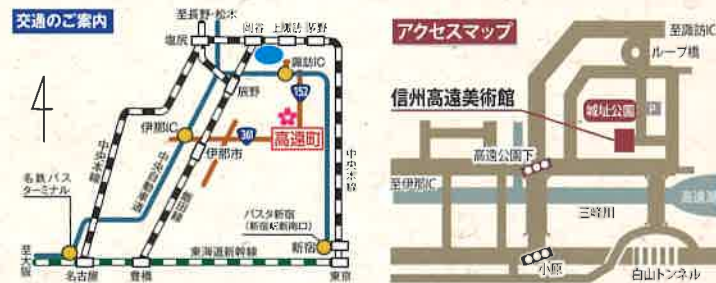 交通のご案内
至長野・松本
塩尻
岡谷 上諏訪 茅野
諏訪IC
辰野
152
伊那IC
361
高遠町
伊那市
中央本線
中央自動車道
飯田線
中央本線
名鉄バス
ターミナル
バスタ新宿
(新宿駅新南口)
新宿
至大阪
東海道新幹線
名古屋
豊橋
東京
アクセスマップ
至諏訪IC
ループ橋
信州高遠美術館
城址公園
P
高遠公園下
至伊那IC
高遠湖
三峰川
小原
白山トンネル